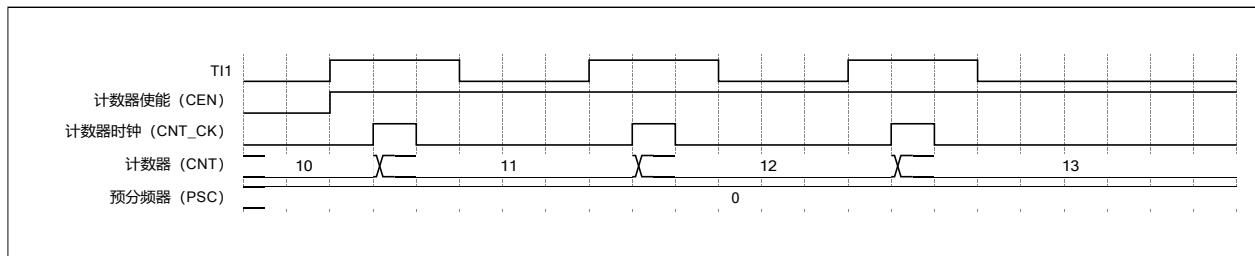 TI1
计数器使能（CEN）
计数器时钟（CNT_CK）
计数器（CNT） 10 11 12 13
预分频器（PSC） 0